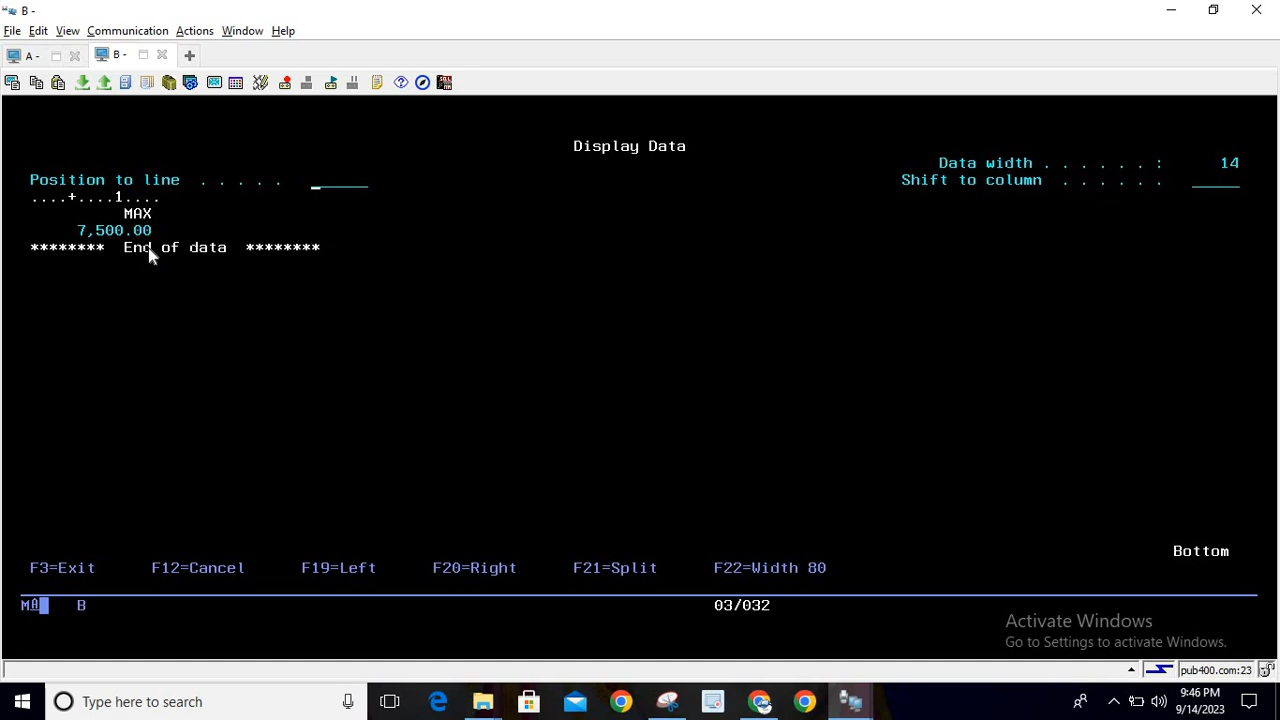 B -
File Edit View Communication Actions Window Help
A - B -
Display Data
Data width . . . . . . : 14
Position to line . . . . . Shift to column . . . . . .
....+....1....
MAX
7,500.00
******** End of data ********
Bottom
F3=Exit F12=Cancel F19=Left F20=Right F21=Split F22=Width 80
MA B 03/032
Activate Windows
Go to Settings to activate Windows.
pub400.com:23
Type here to search
9:46 PM
9/14/2023